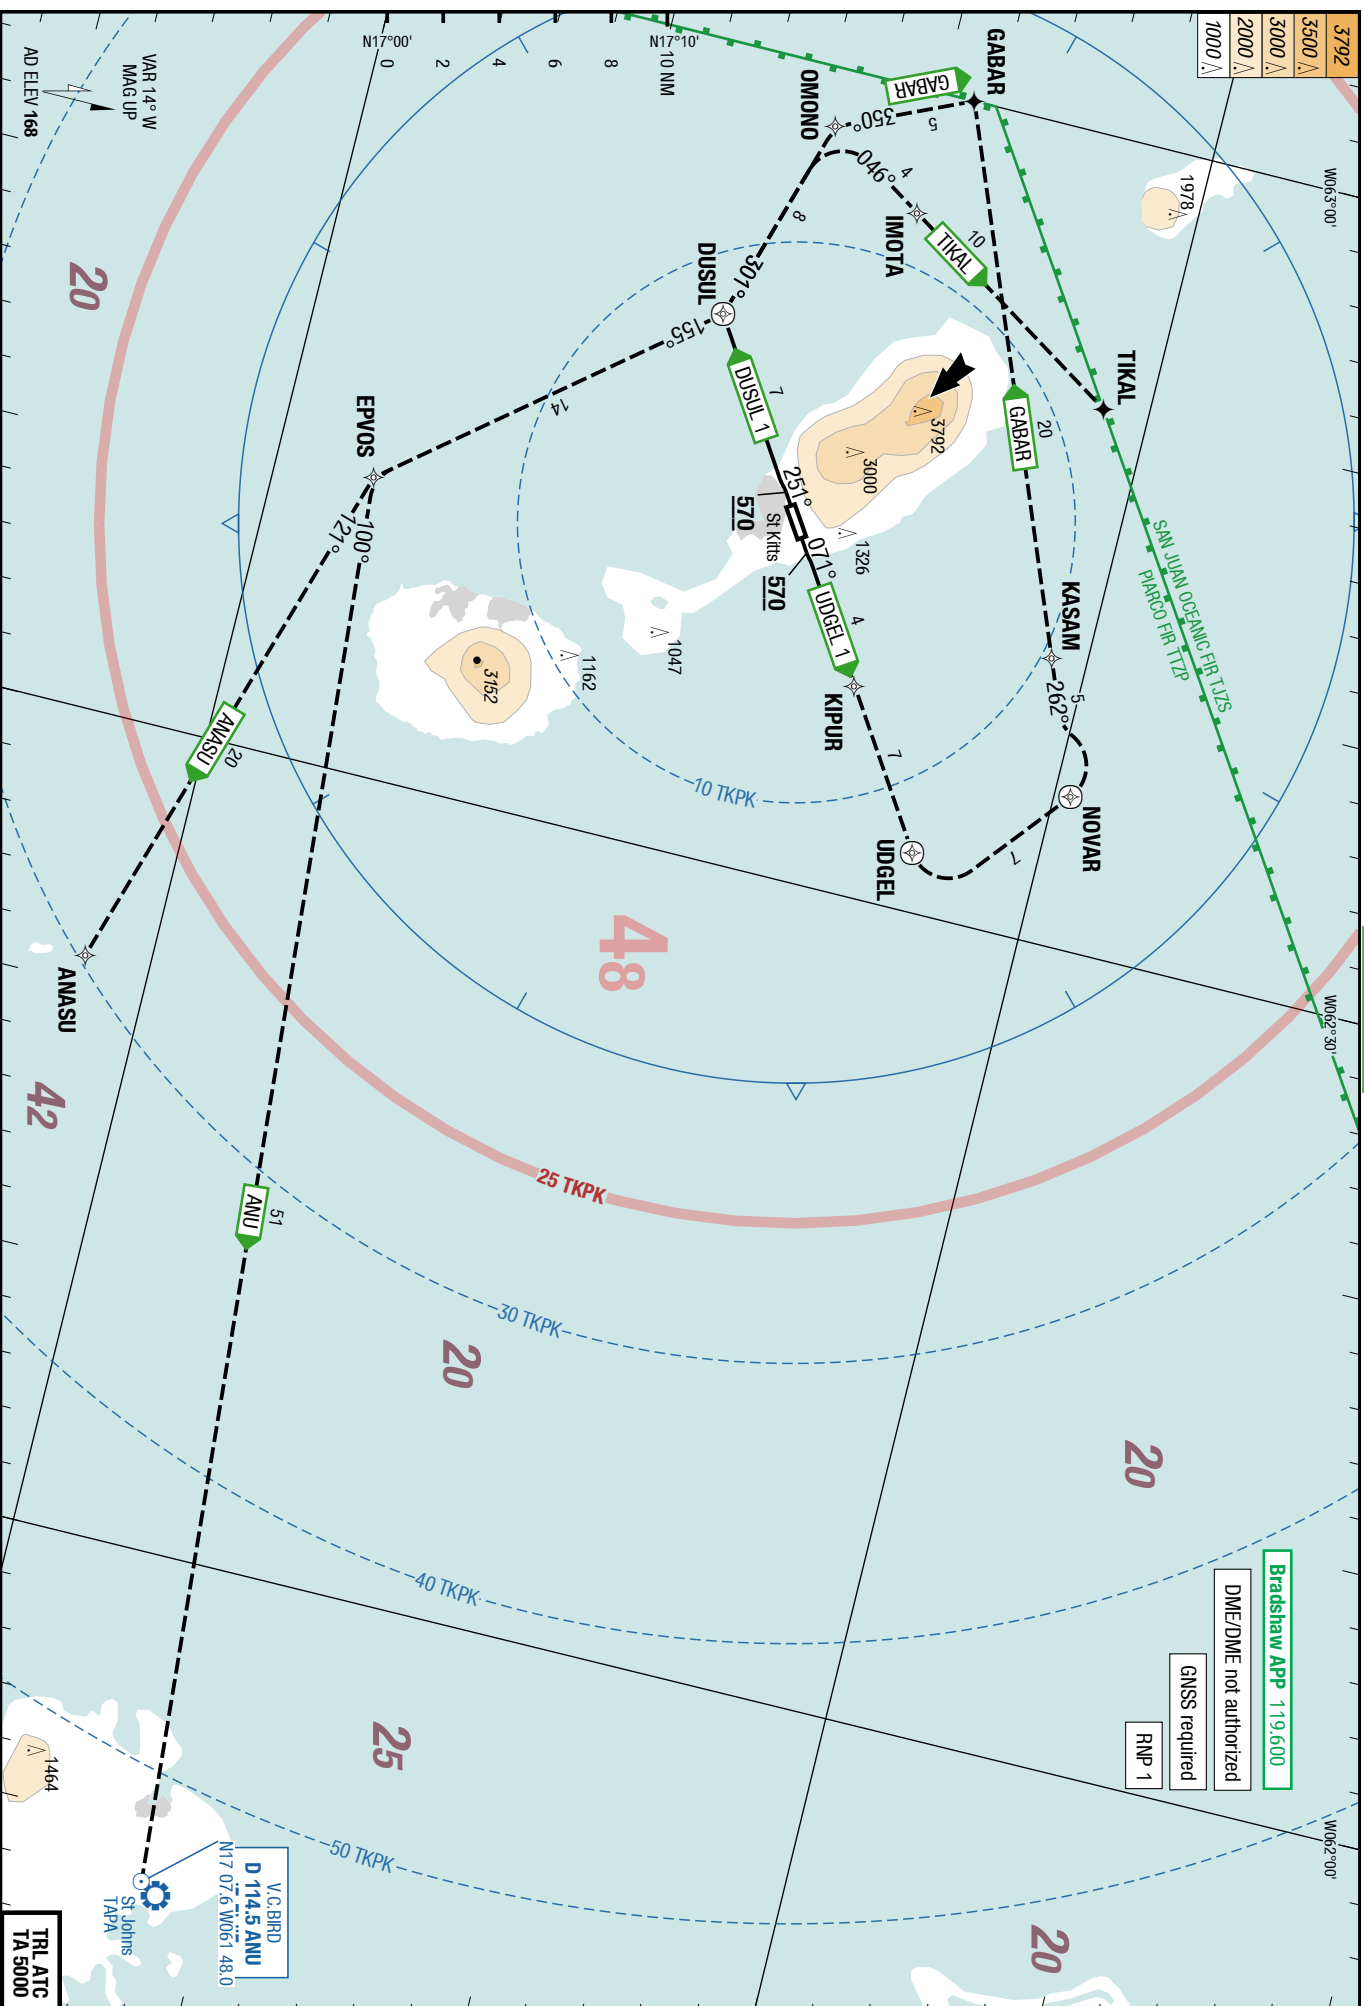 3792
3500
3000
2000
1000
GABAR
W063°00'
TIKAL
SAN JUAN OCEANIC FIR TJZS
PIARCO FIR TTZP
W062°30'
Bradshaw APP 119.600
DME/DME not authorized
GNSS required
RNP 1
W062°00'
N17°10'
10 NM
8
6
4
2
0
N17°00'
OMONO
GABAR
350°
5
046°
4
IMOTA
TIKAL
10
1978
8
301°
DUSUL
155°
DUSUL 1
7
3792
3000
GABAR
20
251°
570
St Kitts
570
071°
1326
UDGEL 1
4
KIPUR
KASAM
262°
5
NOVAR
7
UDGEL
7
14
EPVOS
100°
121°
1047
1162
3152
10 TKPK
ANASU
20
ANASU
48
25 TKPK
30 TKPK
40 TKPK
50 TKPK
ANU
51
20
42
20
25
20
20
1464
V.C.BIRD
D 114.5 ANU
N17 07.6 W061 48.0
St Johns
TAPA
VAR 14° W
MAG UP
AD ELEV 168
TRL ATC
TA 5000